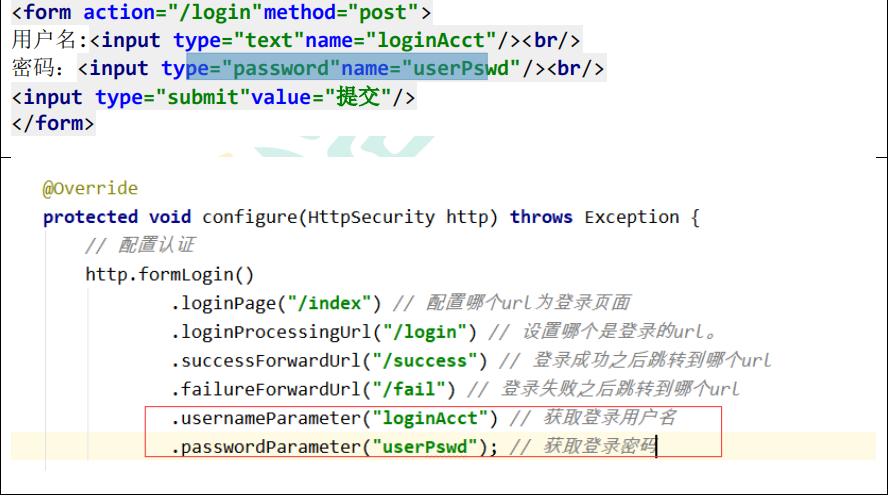 <form action="/login"method="post">
用户名:<input type="text"name="loginAcct"/><br/>
密码：<input type="password"name="userPswd"/><br/>
<input type="submit"value="提交"/>
</form>
@Override
protected void configure(HttpSecurity http) throws Exception {
// 配置认证
http.formLogin()
.loginPage("/index") // 配置哪个url为登录页面
.loginProcessingUrl("/login") // 设置哪个是登录的url。
.successForwardUrl("/success") // 登录成功之后跳转到哪个url
.failureForwardUrl("/fail") // 登录失败之后跳转到哪个url
.usernameParameter("loginAcct") // 获取登录用户名
.passwordParameter("userPswd"); // 获取登录密码